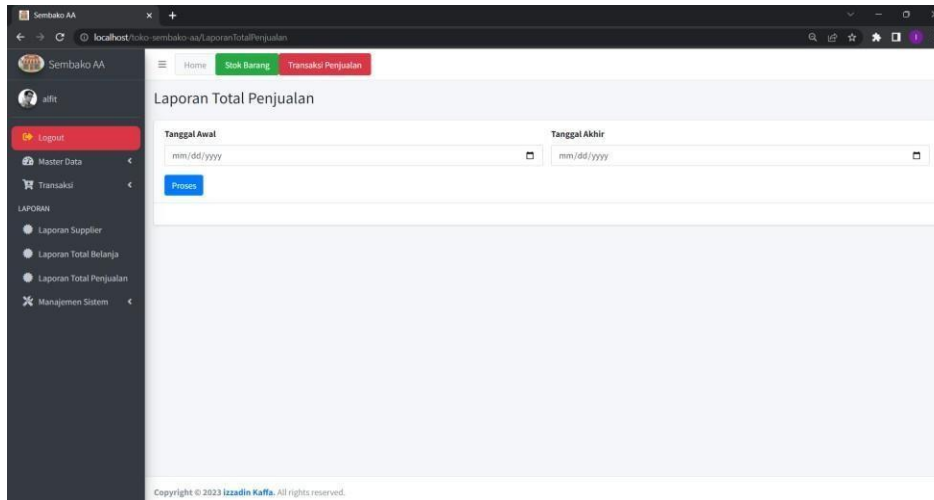 Sembako AA
localhost/toko-sembako-aa/LaporanTotalPenjualan
Sembako AA
Home Stok Barang Transaksi Penjualan
alfit
Laporan Total Penjualan
Logout
Master Data
Transaksi
LAPORAN
Laporan Supplier
Laporan Total Belanja
Laporan Total Penjualan
Manajemen Sistem
Tanggal Awal Tanggal Akhir
mm/dd/yyyy mm/dd/yyyy
Proses
Copyright © 2023 izzadin Kaffa. All rights reserved.